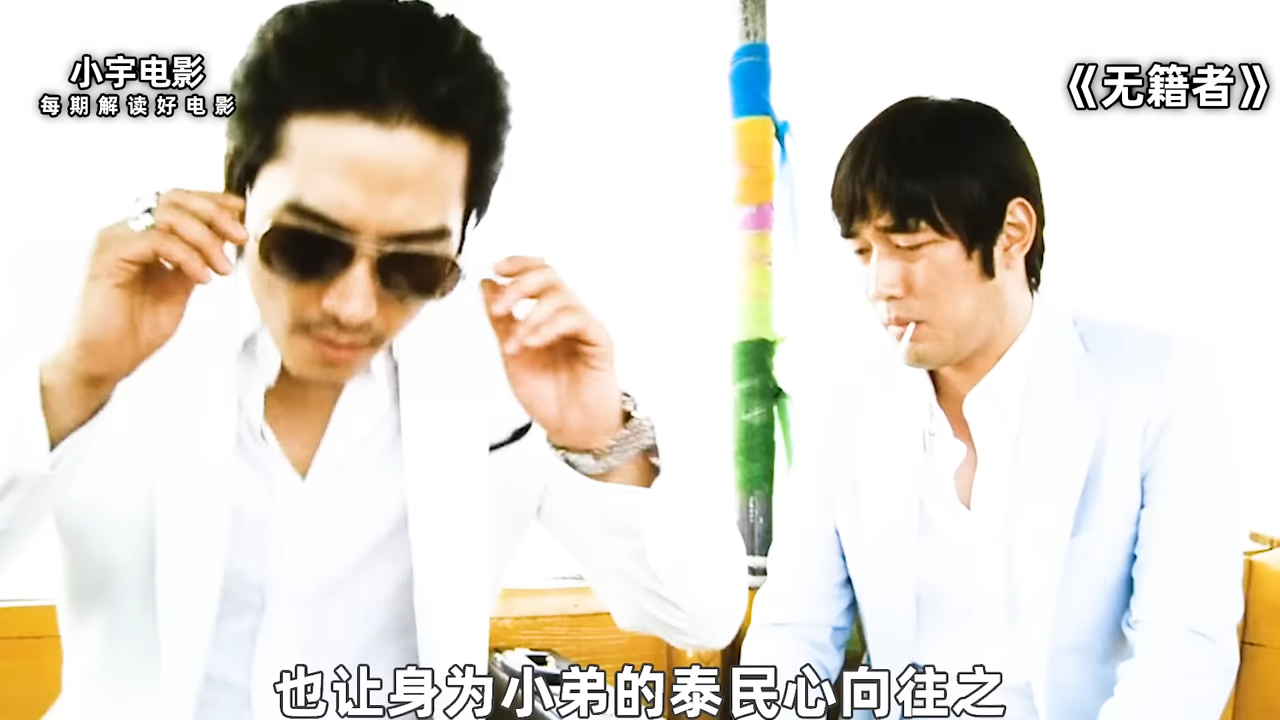 小宇电影
每期解读好电影
《无籍者》
也让身为小弟的泰民心向往之